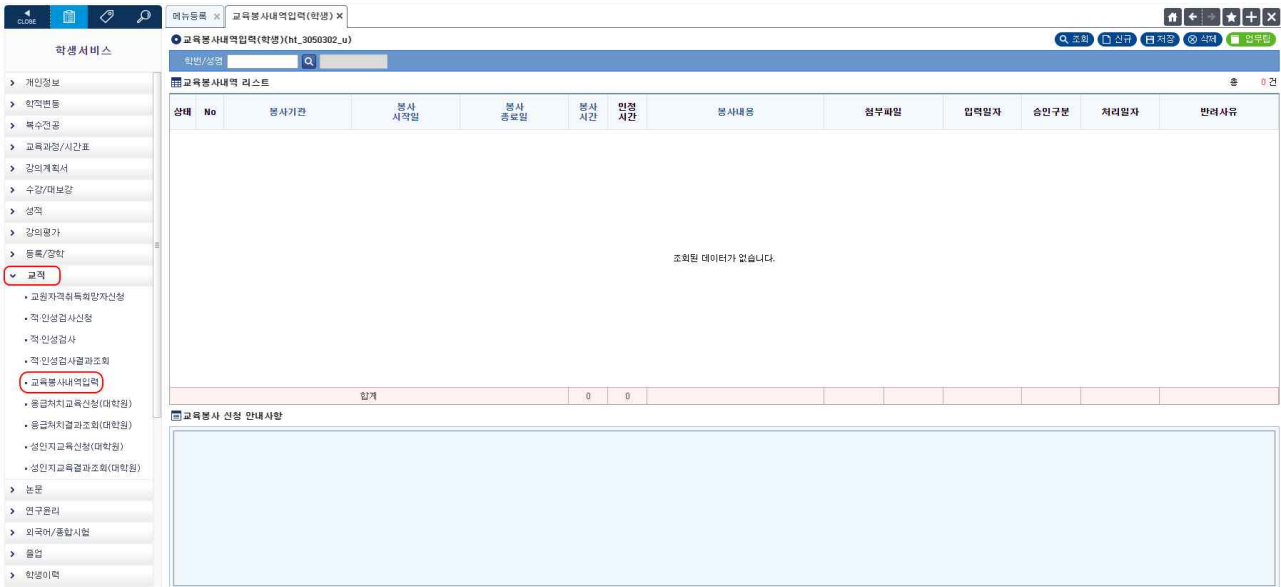 CLOSE
메뉴등록 ×
교육봉사내역입력(학생) ×
학생서비스
교육봉사내역입력(학생)(ht_3050302_u)
조회
신규
저장
삭제
업무팁
학번/성명
교육봉사내역 리스트
총 0 건
상태 No 봉사기관 봉사 시작일 봉사 종료일 봉사 시간 인정 시간 봉사내용 첨부파일 입력일자 승인구분 처리일자 반려사유
조회된 데이터가 없습니다.
합계 0 0
교육봉사 신청 안내사항
개인정보
학적변동
복수전공
교육과정/시간표
강의계획서
수강/대보강
성적
강의평가
등록/장학
교직
교원자격취득희망자신청
적·인성검사신청
적·인성검사
적·인성검사결과조회
교육봉사내역입력
응급처치교육신청(대학원)
응급처치결과조회(대학원)
성인지교육신청(대학원)
성인지교육결과조회(대학원)
논문
연구윤리
외국어/종합시험
졸업
학생이력